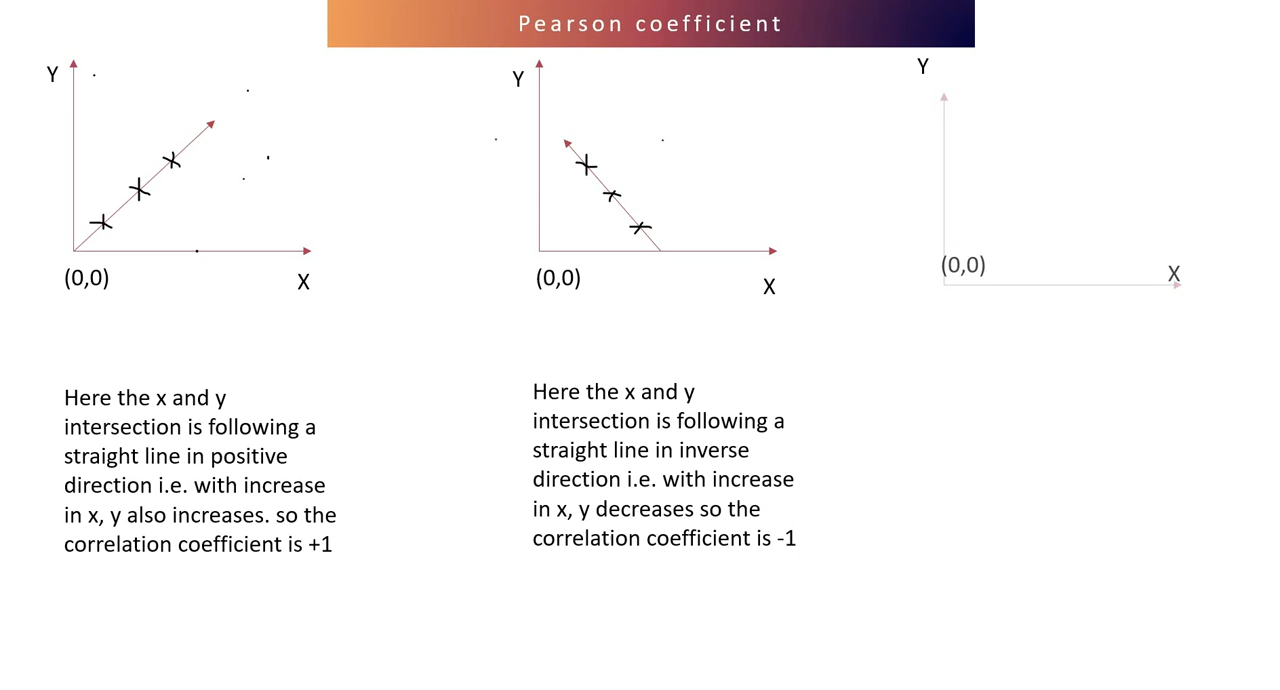 Pearson coefficient
Y
X
(0,0)
Y
X
(0,0)
Y
X
(0,0)
Here the x and y
intersection is following a
straight line in positive
direction i.e. with increase
in x, y also increases. so the
correlation coefficient is +1
Here the x and y
intersection is following a
straight line in inverse
direction i.e. with increase
in x, y decreases so the
correlation coefficient is -1